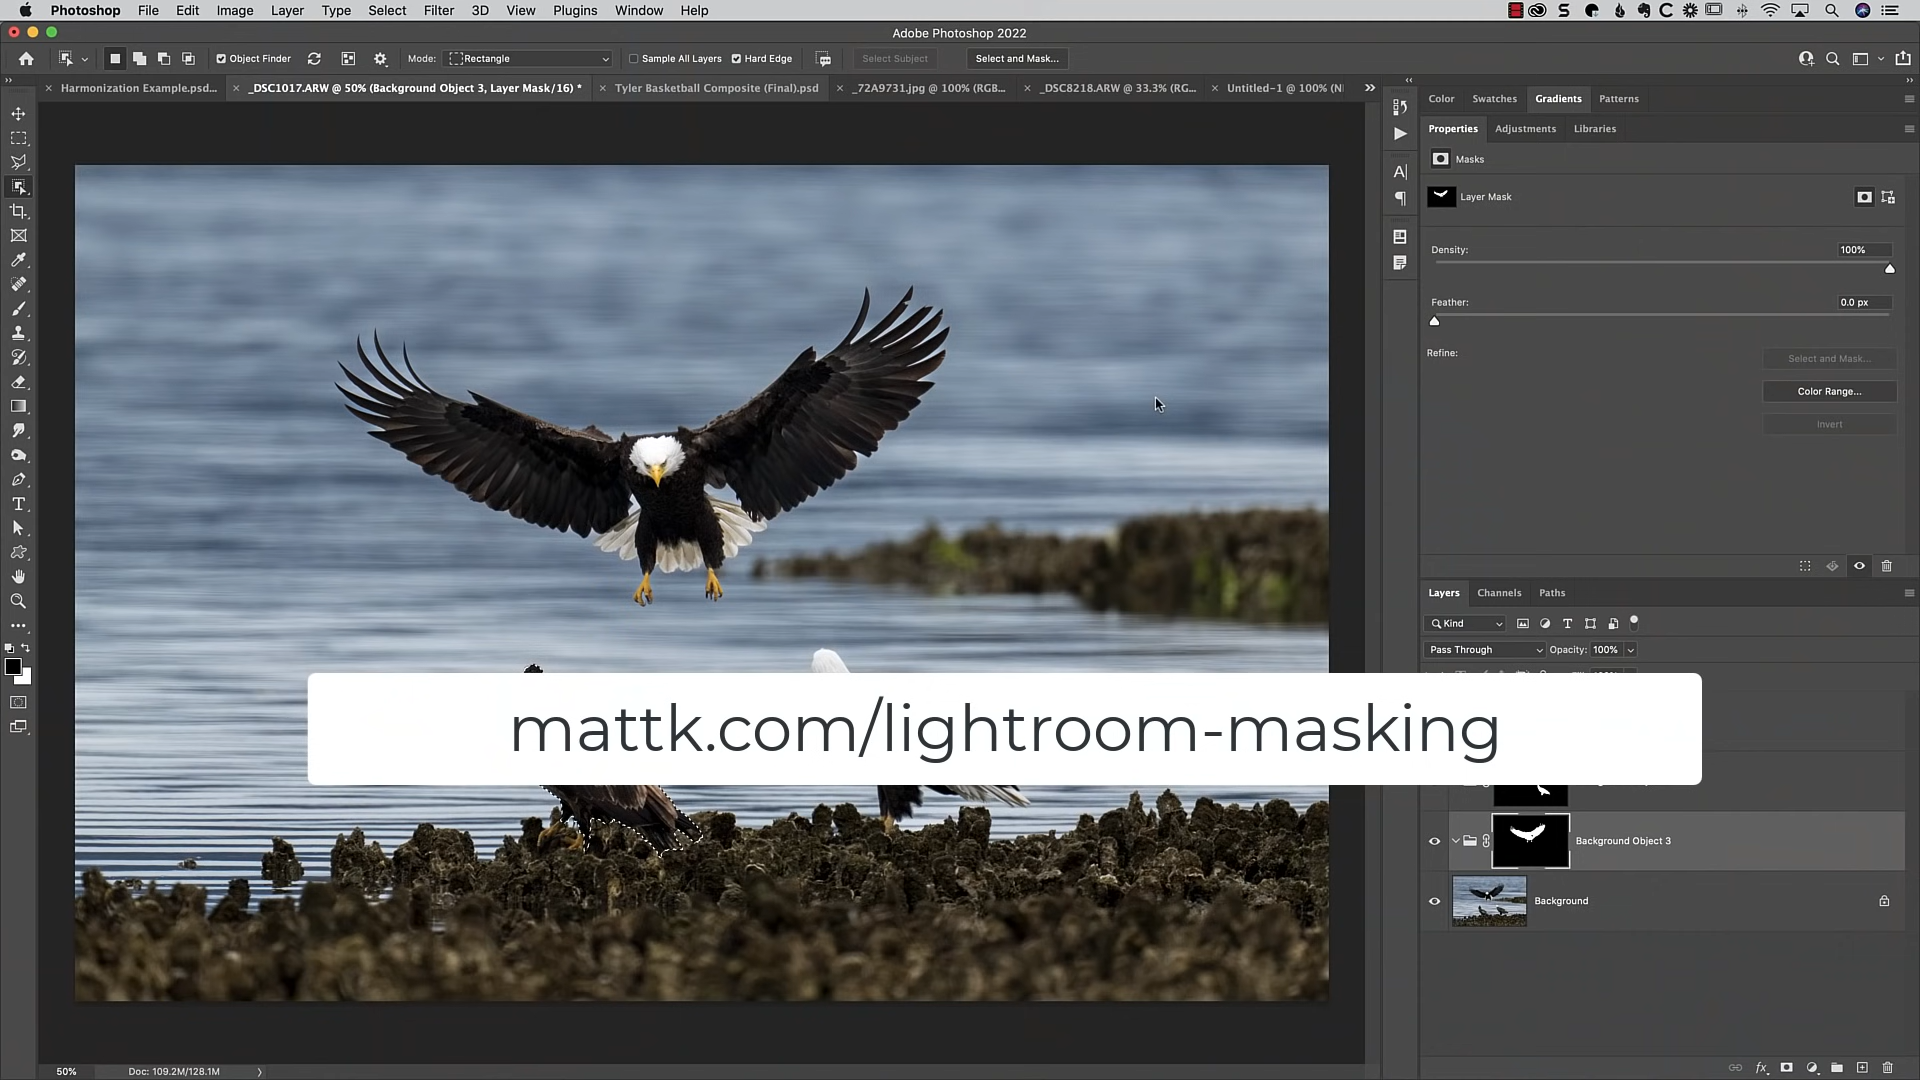 Photoshop File Edit Image Layer Type Select Filter 3D View Plugins Window Help
Adobe Photoshop 2022
Object Finder Mode: Rectangle Sample All Layers Hard Edge Select Subject Select and Mask...
Harmonization Example.psd... _DSC1017.ARW @ 50% (Background Object 3, Layer Mask/16) * Tyler Basketball Composite (Final).psd _72A9731.jpg @ 100% (RGB... _DSC8218.ARW @ 33.3% (RG... Untitled-1 @ 100% (N
Color Swatches Gradients Patterns
Properties Adjustments Libraries
Masks
Layer Mask
Density: 100%
Feather: 0.0 px
Refine:
Select and Mask...
Color Range...
Invert
Layers Channels Paths
Kind
Pass Through Opacity: 100%
mattk.com/lightroom-masking
Background Object 3
Background
50% Doc: 109.2M/128.1M